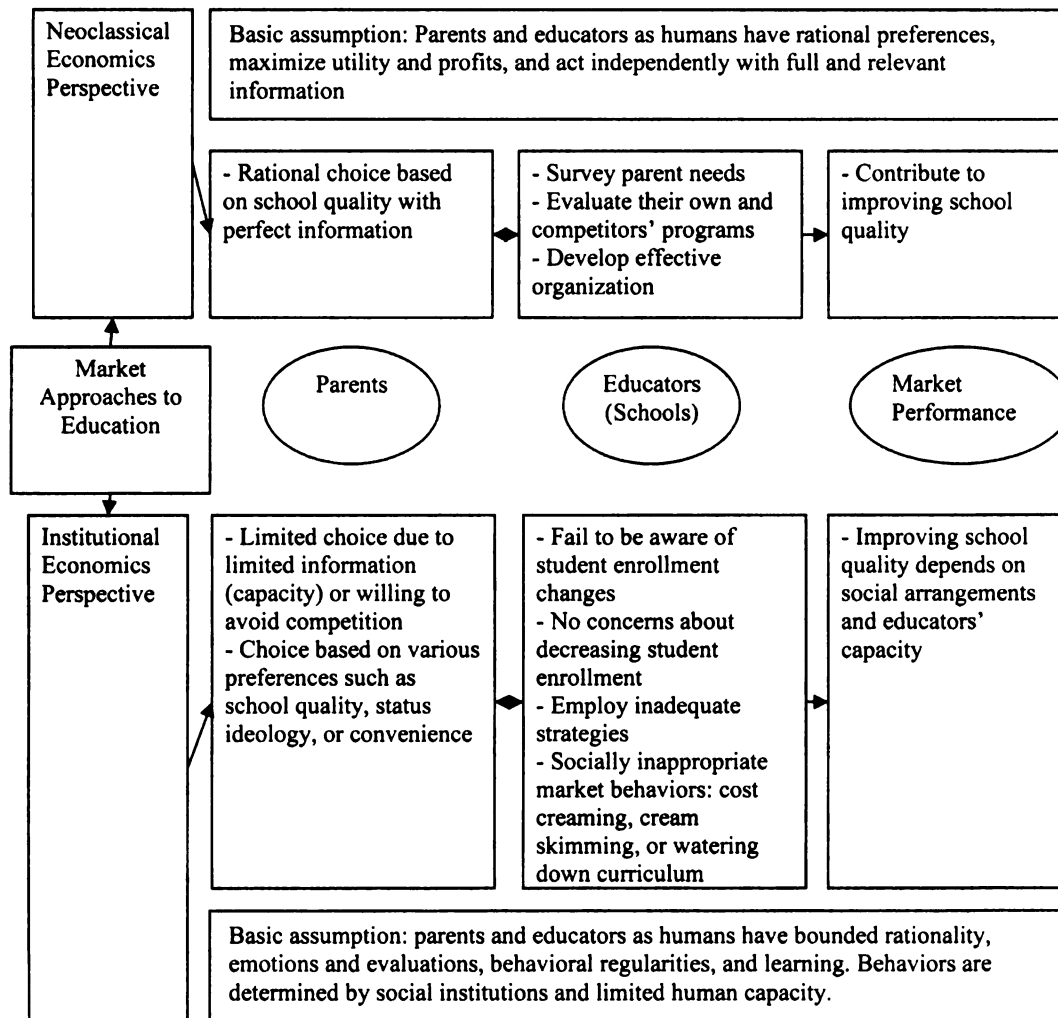 Neoclassical
Economics
Perspective
Basic assumption: Parents and educators as humans have rational preferences,
maximize utility and profits, and act independently with full and relevant
information
- Rational choice based
on school quality with
perfect information
- Survey parent needs
- Evaluate their own and
competitors’ programs
- Develop effective
organization
- Contribute to
improving school
quality
Market
Approaches to
Education
Parents
Educators
(Schools)
Market
Performance
Institutional
Economics
Perspective
- Limited choice due to
limited information
(capacity) or willing to
avoid competition
- Choice based on various
preferences such as
school quality, status
ideology, or convenience
- Fail to be aware of
student enrollment
changes
- No concerns about
decreasing student
enrollment
- Employ inadequate
strategies
- Socially inappropriate
market behaviors: cost
creaming, cream
skimming, or watering
down curriculum
- Improving school
quality depends on
social arrangements
and educators’
capacity
Basic assumption: parents and educators as humans have bounded rationality,
emotions and evaluations, behavioral regularities, and learning. Behaviors are
determined by social institutions and limited human capacity.